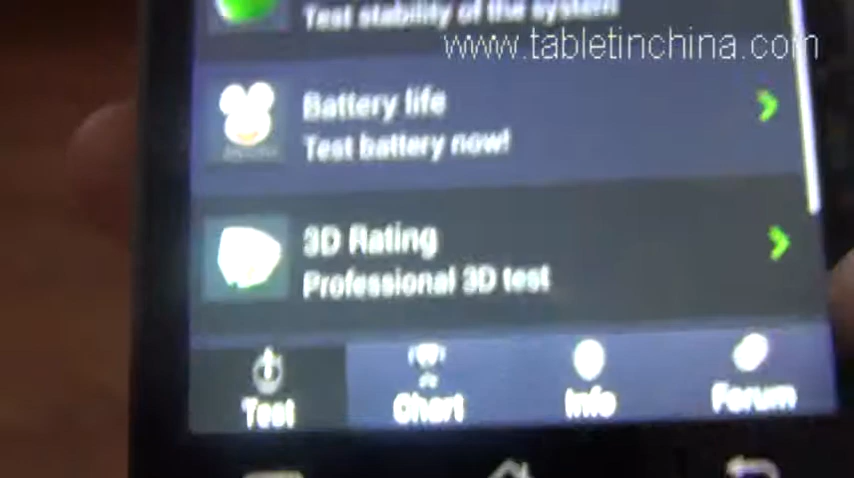 Test stability of the system
www.tabletinchina.com
Battery life
Test battery now!
3D Rating
Professional 3D test
Test
Chart
Info
Forum